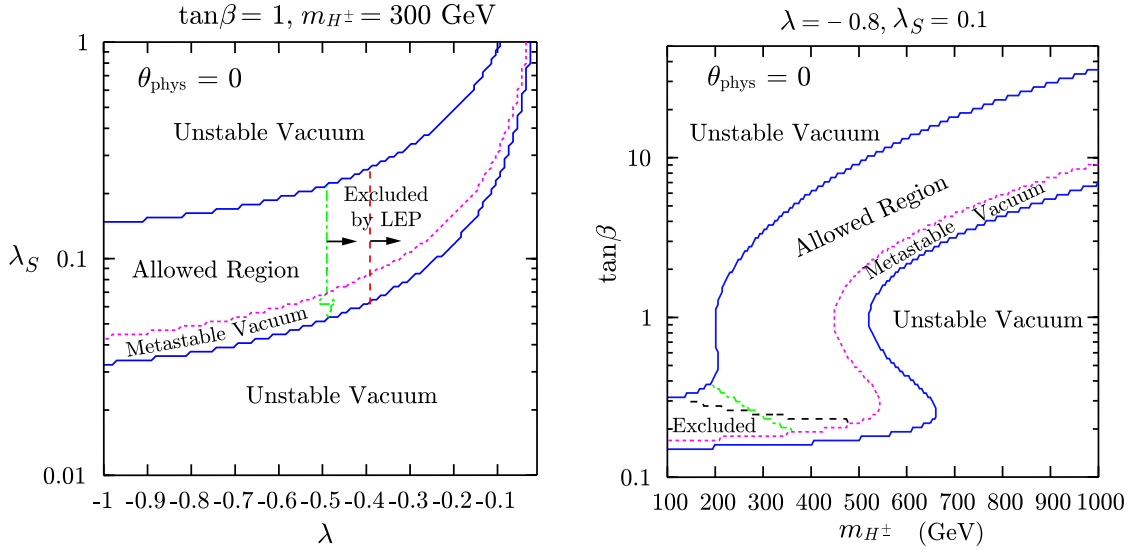 tanβ = 1, m_{H^±} = 300 GeV
1
θ_phys = 0
Unstable Vacuum
Excluded
by LEP
λ_S
0.1
Allowed Region
Metastable Vacuum
Unstable Vacuum
0.01
-1 -0.9 -0.8 -0.7 -0.6 -0.5 -0.4 -0.3 -0.2 -0.1
λ
λ = − 0.8, λ_S = 0.1
θ_phys = 0
Unstable Vacuum
10
Allowed Region
Metastable Vacuum
tanβ
1
Unstable Vacuum
Excluded
0.1
100 200 300 400 500 600 700 800 900 1000
m_{H^±} (GeV)